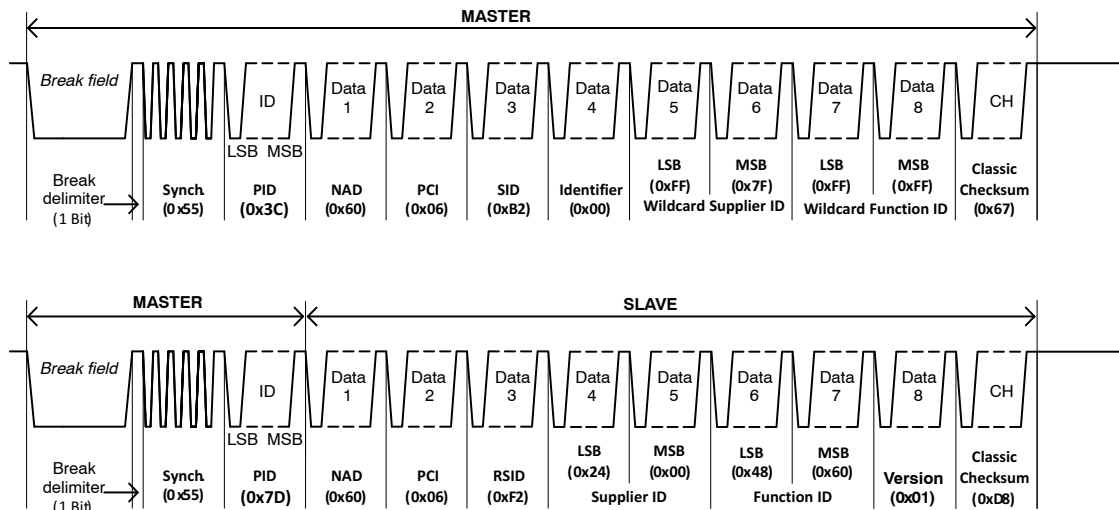 MASTER
Break field
ID
Data 1
Data 2
Data 3
Data 4
Data 5
Data 6
Data 7
Data 8
CH
LSB MSB
Break delimiter (1 Bit)
Synch. (0x55)
PID (0x3C)
NAD (0x60)
PCI (0x06)
SID (0xB2)
Identifier (0x00)
LSB (0xFF)
MSB (0x7F)
Wildcard Supplier ID
LSB (0xFF)
MSB (0xFF)
Wildcard Function ID
Classic Checksum (0x67)
MASTER
SLAVE
Break field
ID
Data 1
Data 2
Data 3
Data 4
Data 5
Data 6
Data 7
Data 8
CH
LSB MSB
Break delimiter (1 Bit)
Synch. (0x55)
PID (0x7D)
NAD (0x60)
PCI (0x06)
RSID (0xF2)
LSB (0x24)
MSB (0x00)
Supplier ID
LSB (0x48)
MSB (0x60)
Function ID
Version (0x01)
Classic Checksum (0xD8)